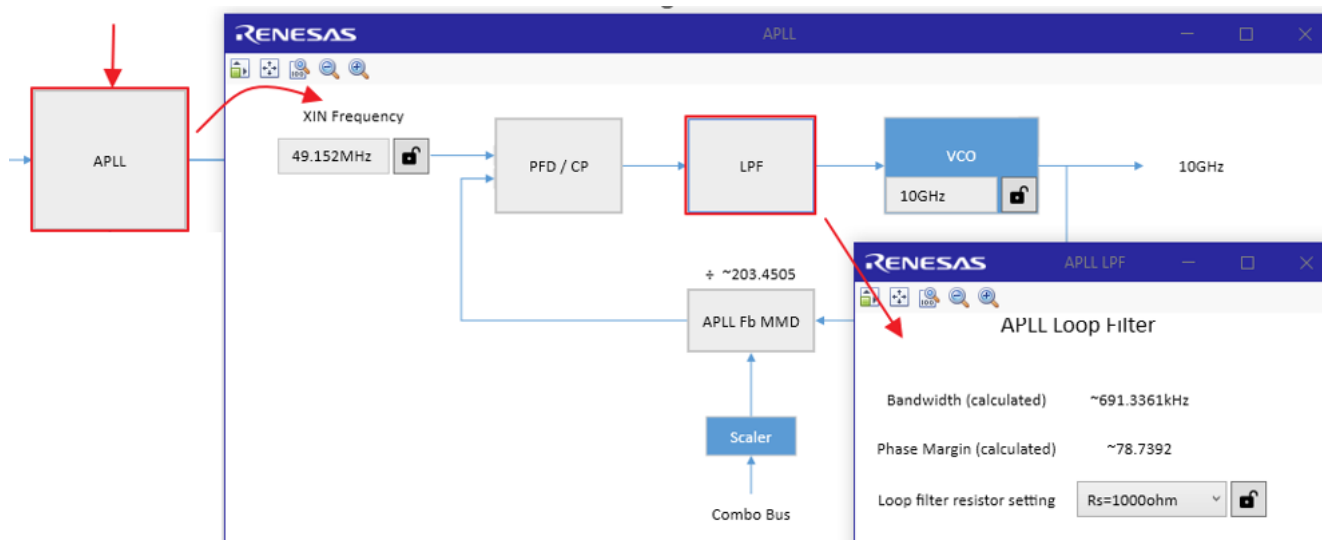 RENESAS
APLL
XIN Frequency
49.152MHz
APLL
PFD / CP
LPF
VCO
10GHz
10GHz
÷ ~203.4505
APLL Fb MMD
Scaler
Combo Bus
RENESAS
APLL LPF
APLL Loop Filter
Bandwidth (calculated) ~691.3361kHz
Phase Margin (calculated) ~78.7392
Loop filter resistor setting Rs=1000ohm